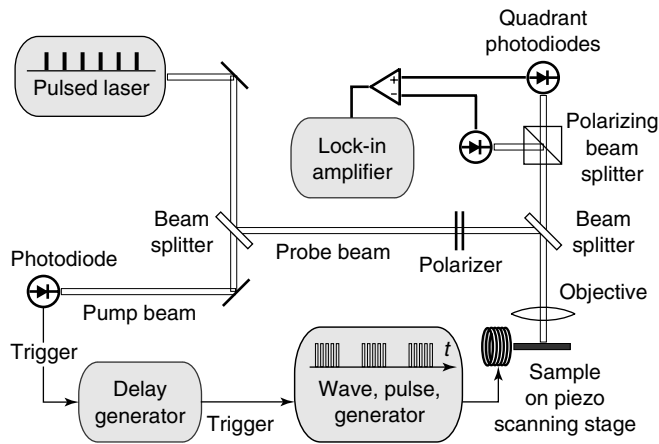 Quadrant
photodiodes
Pulsed laser
+
−
Lock-in
amplifier
Polarizing
beam
splitter
Beam
splitter
Probe beam
Polarizer
Beam
splitter
Photodiode
Pump beam
Objective
Trigger
Delay
generator
Trigger
t
Wave, pulse,
generator
Sample
on piezo
scanning stage